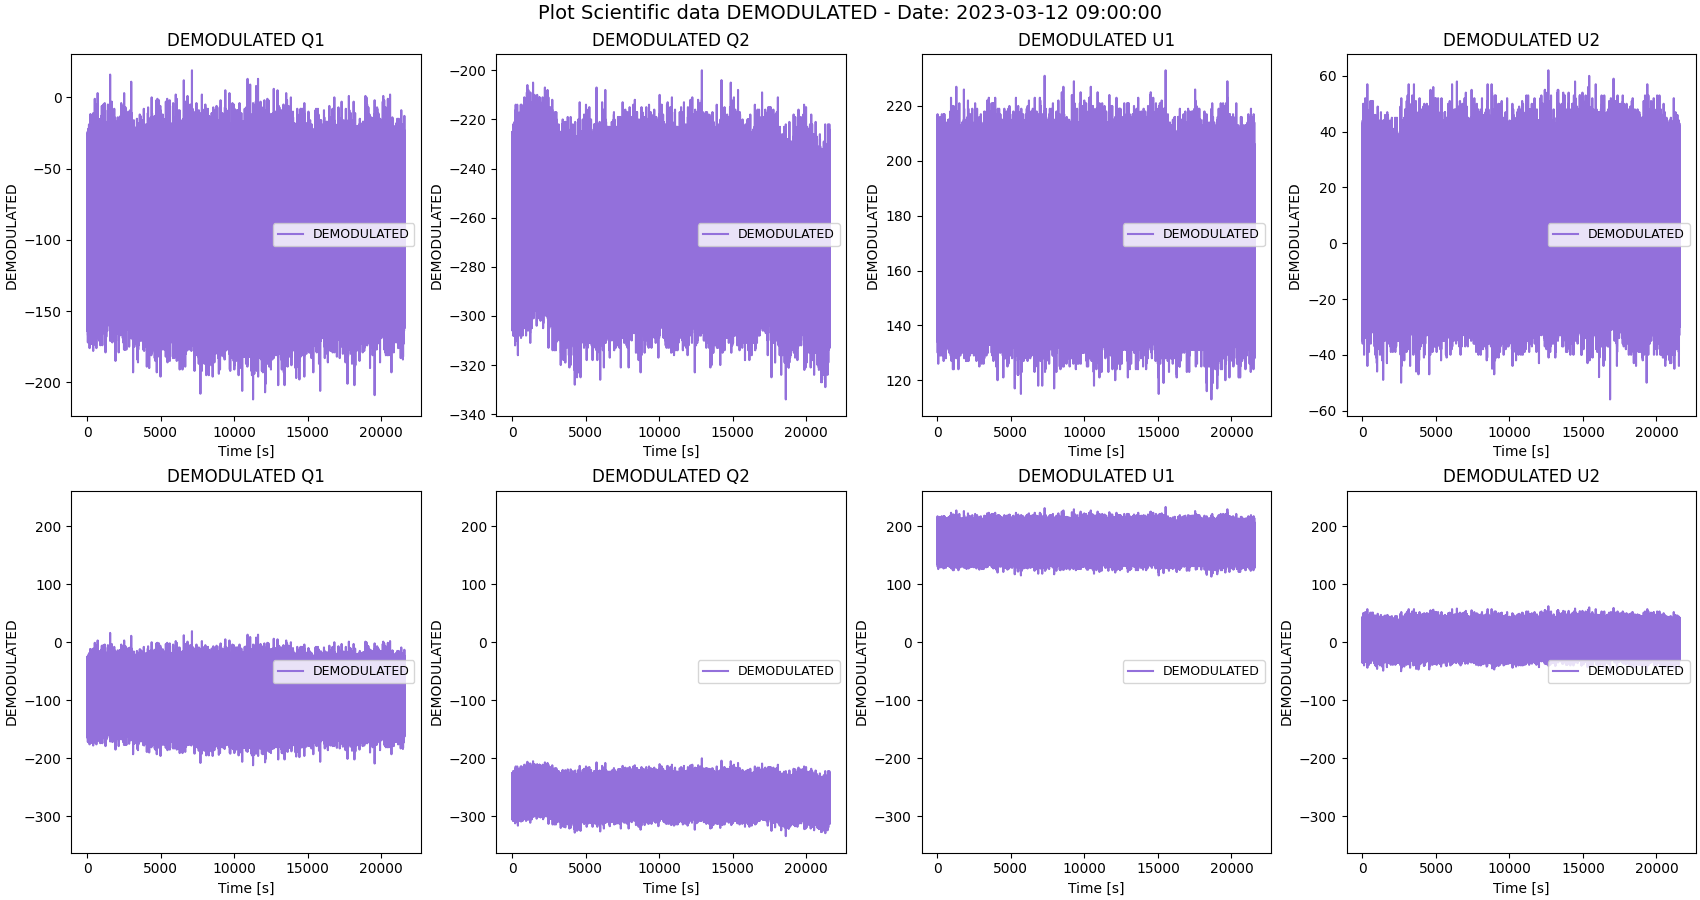 Plot Scientific data DEMODULATED - Date: 2023-03-12 09:00:00
DEMODULATED Q1
DEMODULATED Q2
DEMODULATED U1
DEMODULATED U2
DEMODULATED
0
−50
−100
−150
−200
DEMODULATED
0 5000 10000 15000 20000
Time [s]
DEMODULATED
−200
−220
−240
−260
−280
−300
−320
−340
DEMODULATED
0 5000 10000 15000 20000
Time [s]
DEMODULATED
220
200
180
160
140
120
DEMODULATED
0 5000 10000 15000 20000
Time [s]
DEMODULATED
60
40
20
0
−20
−40
−60
DEMODULATED
0 5000 10000 15000 20000
Time [s]
DEMODULATED Q1
DEMODULATED Q2
DEMODULATED U1
DEMODULATED U2
DEMODULATED
200
100
0
−100
−200
−300
DEMODULATED
0 5000 10000 15000 20000
Time [s]
DEMODULATED
200
100
0
−100
−200
−300
DEMODULATED
0 5000 10000 15000 20000
Time [s]
DEMODULATED
200
100
0
−100
−200
−300
DEMODULATED
0 5000 10000 15000 20000
Time [s]
DEMODULATED
200
100
0
−100
−200
−300
DEMODULATED
0 5000 10000 15000 20000
Time [s]